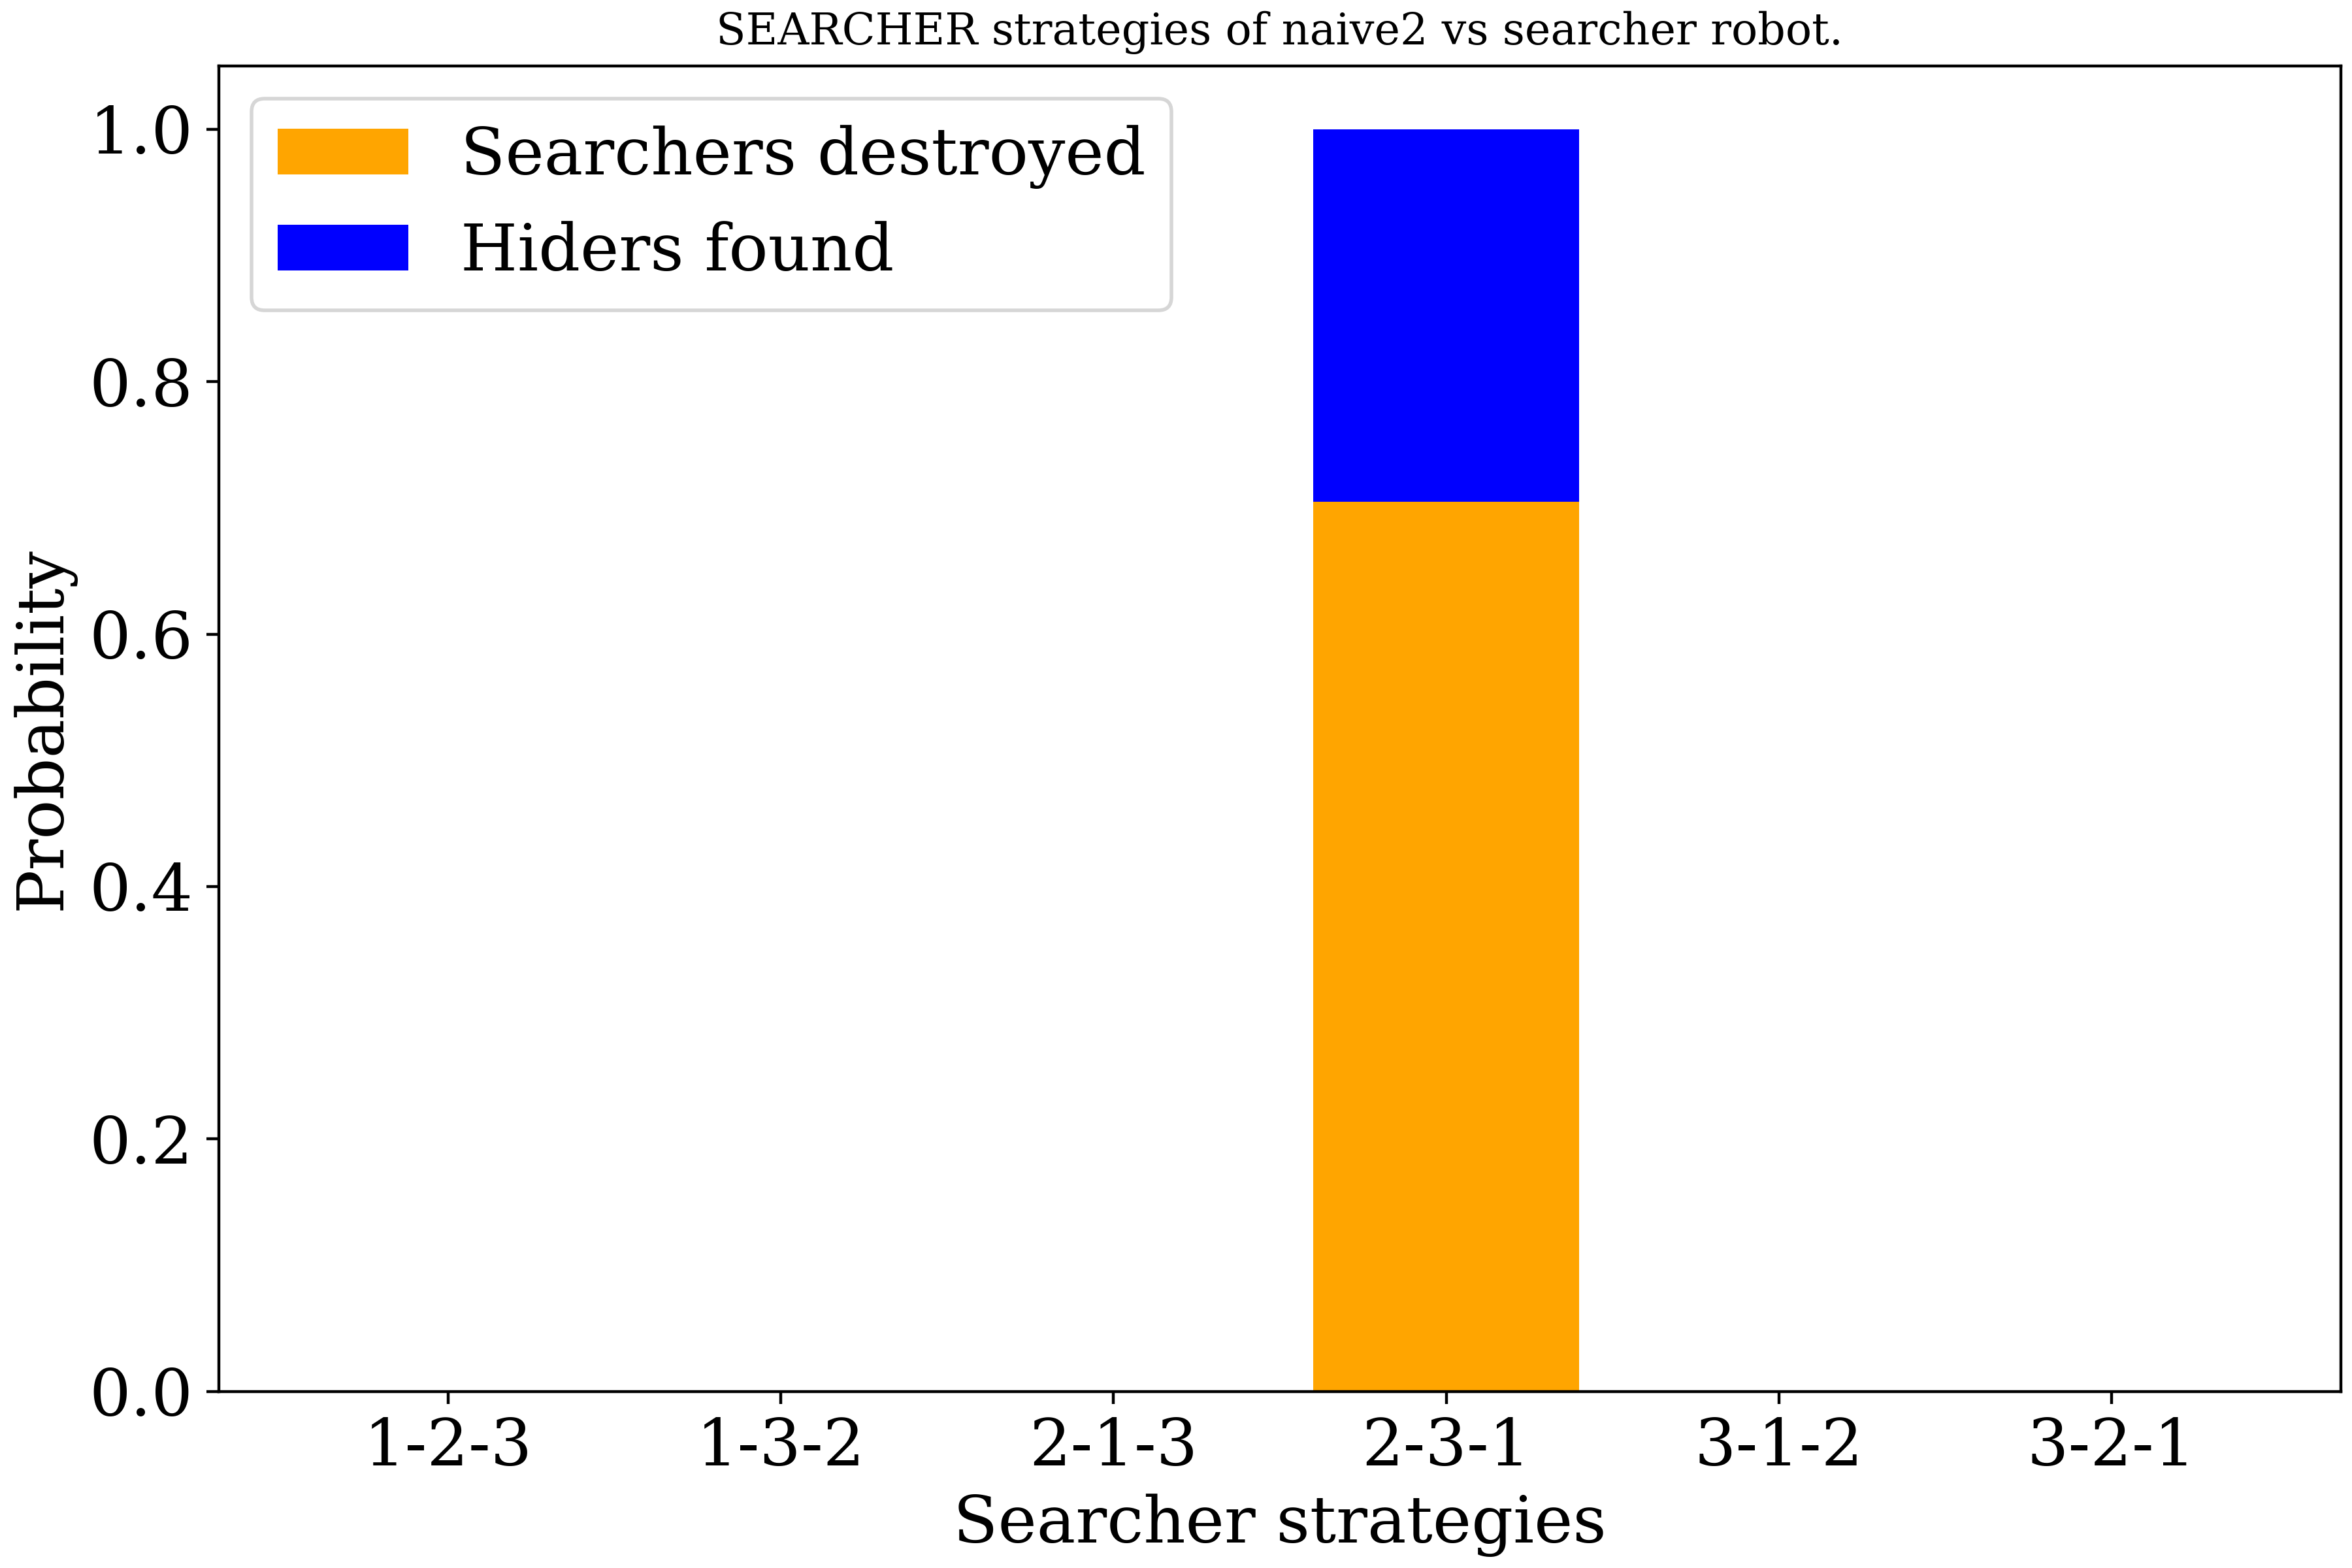 SEARCHER strategies of naive2 vs searcher robot.
Searchers destroyed
Hiders found
Probability
1.0
0.8
0.6
0.4
0.2
0.0
1-2-3 1-3-2 2-1-3 2-3-1 3-1-2 3-2-1
Searcher strategies